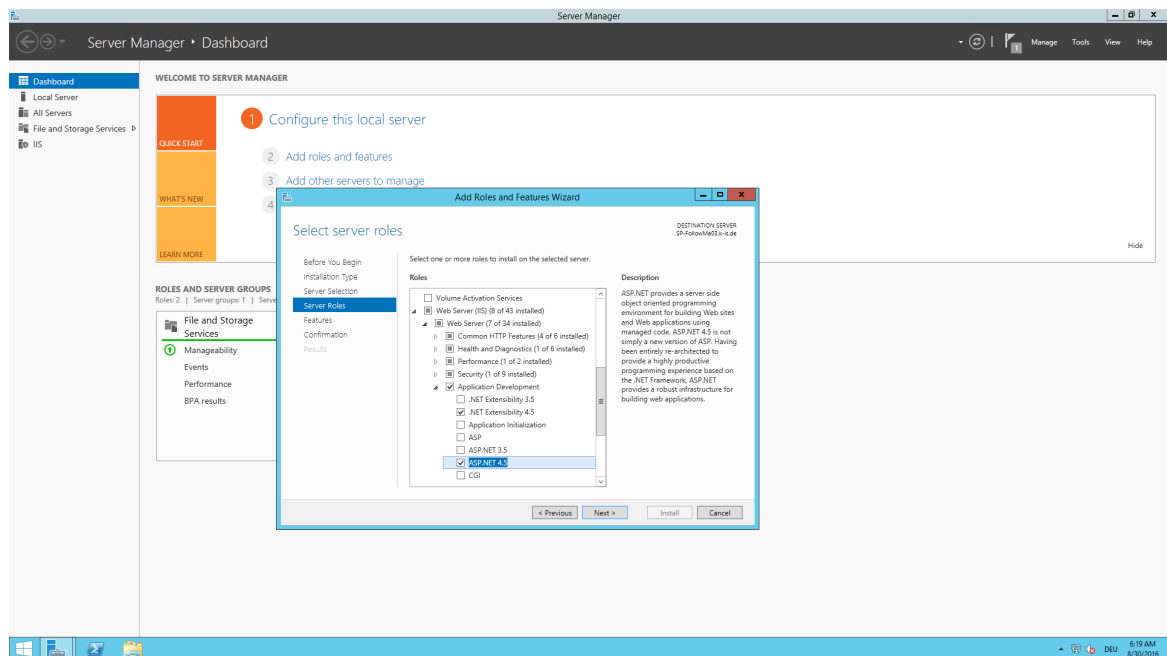 Server Manager
Server Manager • Dashboard
1
Manage
Tools
View
Help
Dashboard
Local Server
All Servers
File and Storage Services
IIS
WELCOME TO SERVER MANAGER
QUICK START
WHAT'S NEW
LEARN MORE
1 Configure this local server
2 Add roles and features
3 Add other servers to manage
4
Hide
ROLES AND SERVER GROUPS
Roles: 2 | Server groups: 1 | Serve
File and Storage
Services
Manageability
Events
Performance
BPA results
Add Roles and Features Wizard
Select server roles
DESTINATION SERVER
SP-FollowMe03.k-is.de
Before You Begin
Installation Type
Server Selection
Server Roles
Features
Confirmation
Results
Select one or more roles to install on the selected server.
Roles
Volume Activation Services
Web Server (IIS) (8 of 43 installed)
Web Server (7 of 34 installed)
Common HTTP Features (4 of 6 installed)
Health and Diagnostics (1 of 6 installed)
Performance (1 of 2 installed)
Security (1 of 9 installed)
Application Development
.NET Extensibility 3.5
.NET Extensibility 4.5
Application Initialization
ASP
ASP.NET 3.5
ASP.NET 4.5
CGI
Description
ASP.NET provides a server side
object oriented programming
environment for building Web sites
and Web applications using
managed code. ASP.NET 4.5 is not
simply a new version of ASP. Having
been entirely re-architected to
provide a highly productive
programming experience based on
the .NET Framework, ASP.NET
provides a robust infrastructure for
building web applications.
< Previous
Next >
Install
Cancel
DEU
6:19 AM
8/30/2016